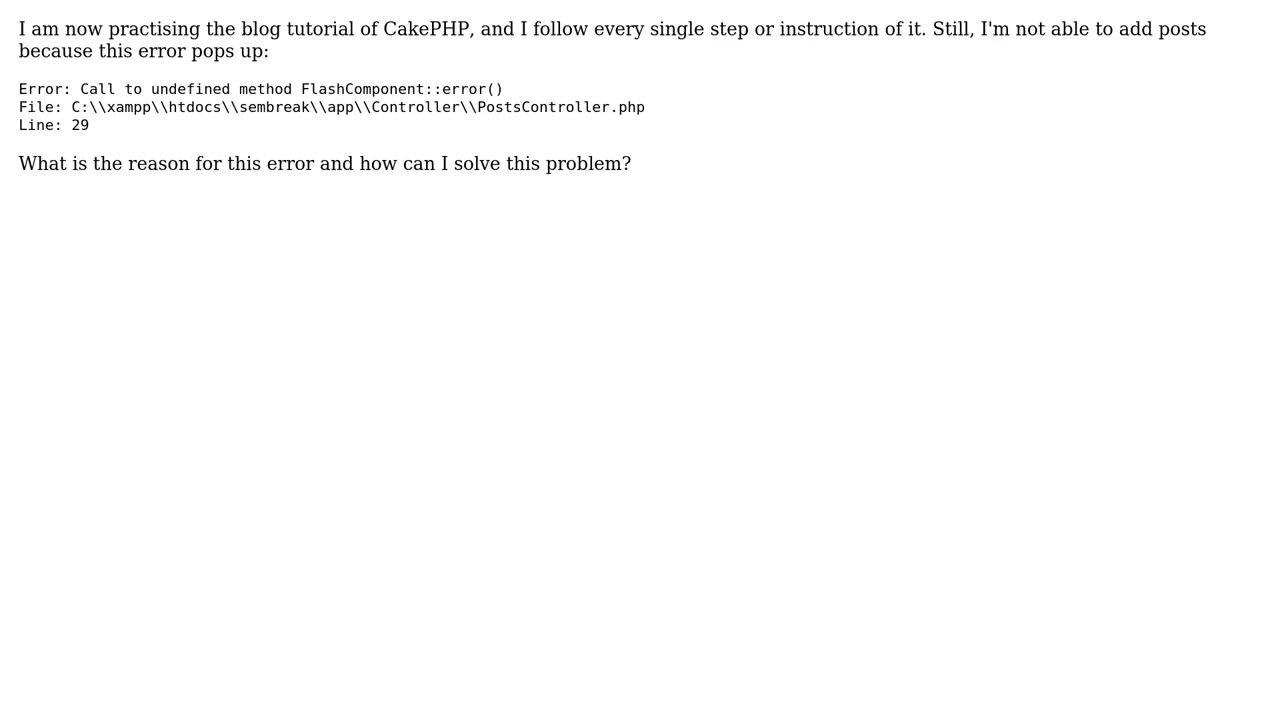 I am now practising the blog tutorial of CakePHP, and I follow every single step or instruction of it. Still, I'm not able to add posts
because this error pops up:
Error: Call to undefined method FlashComponent::error()
File: C:\\xampp\\htdocs\\sembreak\\app\\Controller\\PostsController.php
Line: 29
What is the reason for this error and how can I solve this problem?